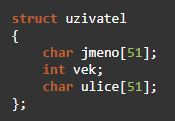 struct uzivatel
{
    char jmeno[51];
    int vek;
    char ulice[51];
};